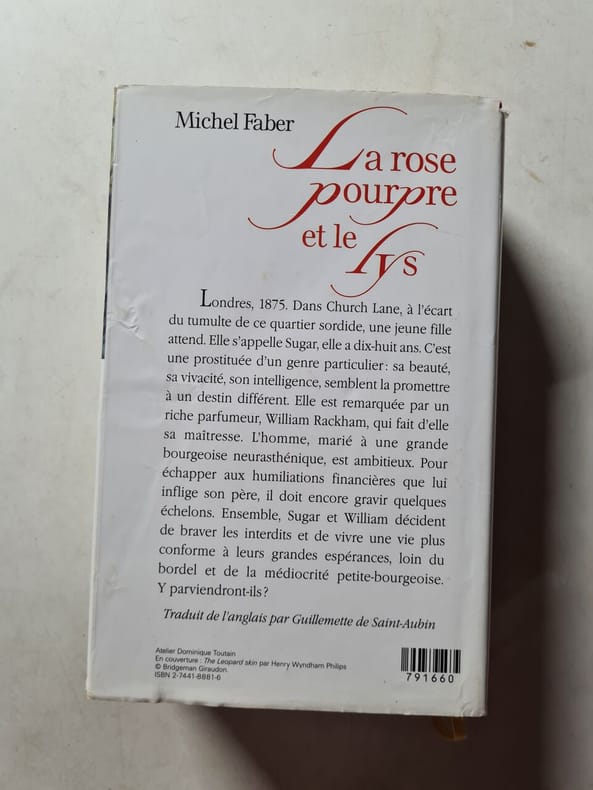 Michel Faber
La rose
pourpre
et le
lys
Londres, 1875. Dans Church Lane, à l'écart
du tumulte de ce quartier sordide, une jeune fille
attend. Elle s'appelle Sugar, elle a dix-huit ans. C'est
une prostituée d'un genre particulier : sa beauté,
sa vivacité, son intelligence, semblent la promettre
à un destin différent. Elle est remarquée par un
riche parfumeur, William Rackham, qui fait d'elle
sa maîtresse. L'homme, marié à une grande
bourgeoise neurasthénique, est ambitieux. Pour
échapper aux humiliations financières que lui
inflige son père, il doit encore gravir quelques
échelons. Ensemble, Sugar et William décident
de braver les interdits et de vivre une vie plus
conforme à leurs grandes espérances, loin du
bordel et de la médiocrité petite-bourgeoise.
Y parviendront-ils ?
Traduit de l'anglais par Guillemette de Saint-Aubin
Atelier Dominique Toutain
En couverture : The Leopard skin par Henry Wyndham Philips
© Bridgeman Giraudon.
ISBN 2-7441-8881-6
791660